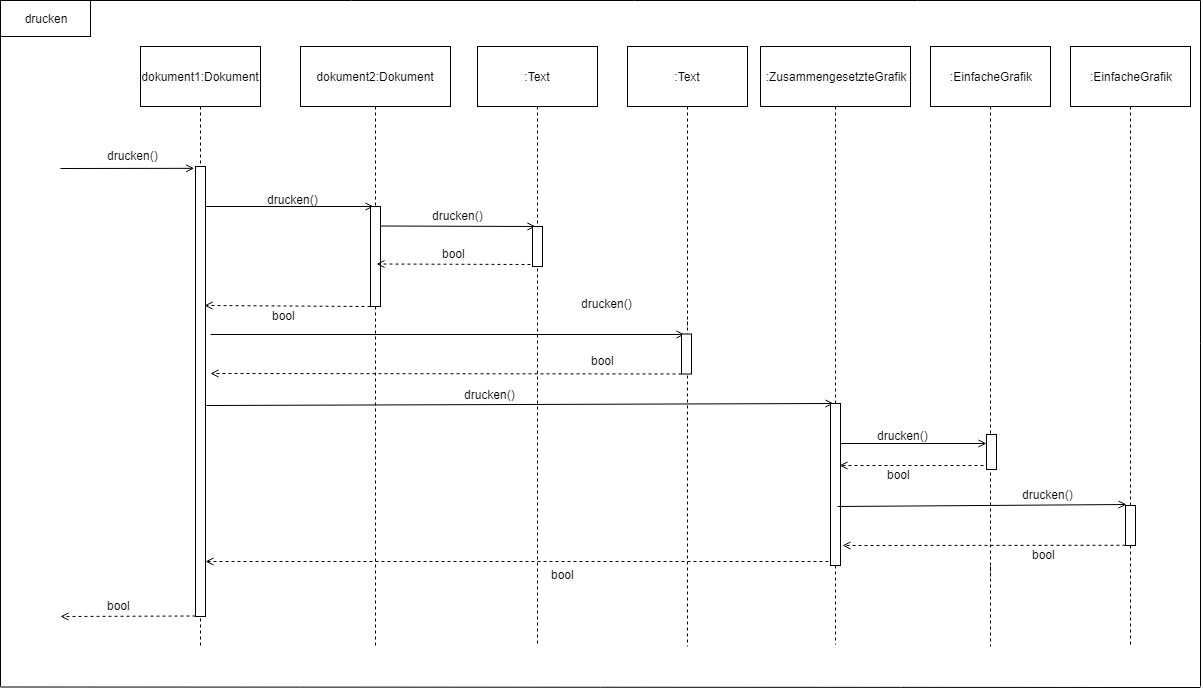 drucken
dokument1:Dokument
dokument2:Dokument
:Text
:Text
:ZusammengesetzteGrafik
:EinfacheGrafik
:EinfacheGrafik
drucken()
drucken()
drucken()
bool
drucken()
bool
bool
drucken()
drucken()
bool
drucken()
bool
bool
bool